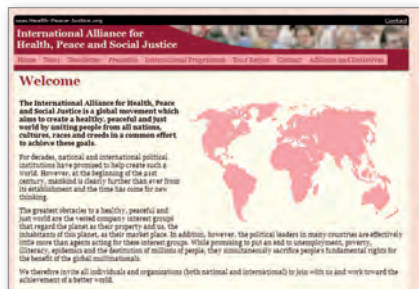 www.Health-Peace-Justice.org Contact
International Alliance for
Health, Peace and Social Justice
Home News Newsletter Presseinfo International Programme Your Region Contact Affiliates and Initiatives
Welcome
The International Alliance for Health, Peace
and Social Justice is a global movement which
aims to create a healthy, peaceful and just
world by uniting people from all nations,
cultures, races and creeds in a common effort
to achieve these goals.
For decades, national and international political
institutions have promised to help create such a
world. However, at the beginning of the 21st
century, mankind is clearly further than ever from
its establishment and the time has come for new
thinking.
The greatest obstacles to a healthy, peaceful and
just world are the vested company interest groups
that regard the planet as their property and us, the
inhabitants of this planet, as their market place. In addition, however, the political leaders in many countries are effectively
little more than agents acting for these interest groups. While promising to put an end to unemployment, poverty,
illiteracy, epidemics and the destitution of millions of people, they simultaneously sacrifice people's fundamental rights for
the benefit of the global multinationals.
We therefore invite all individuals and organizations (both national and international) to join with us and work toward the
achievement of a better world.